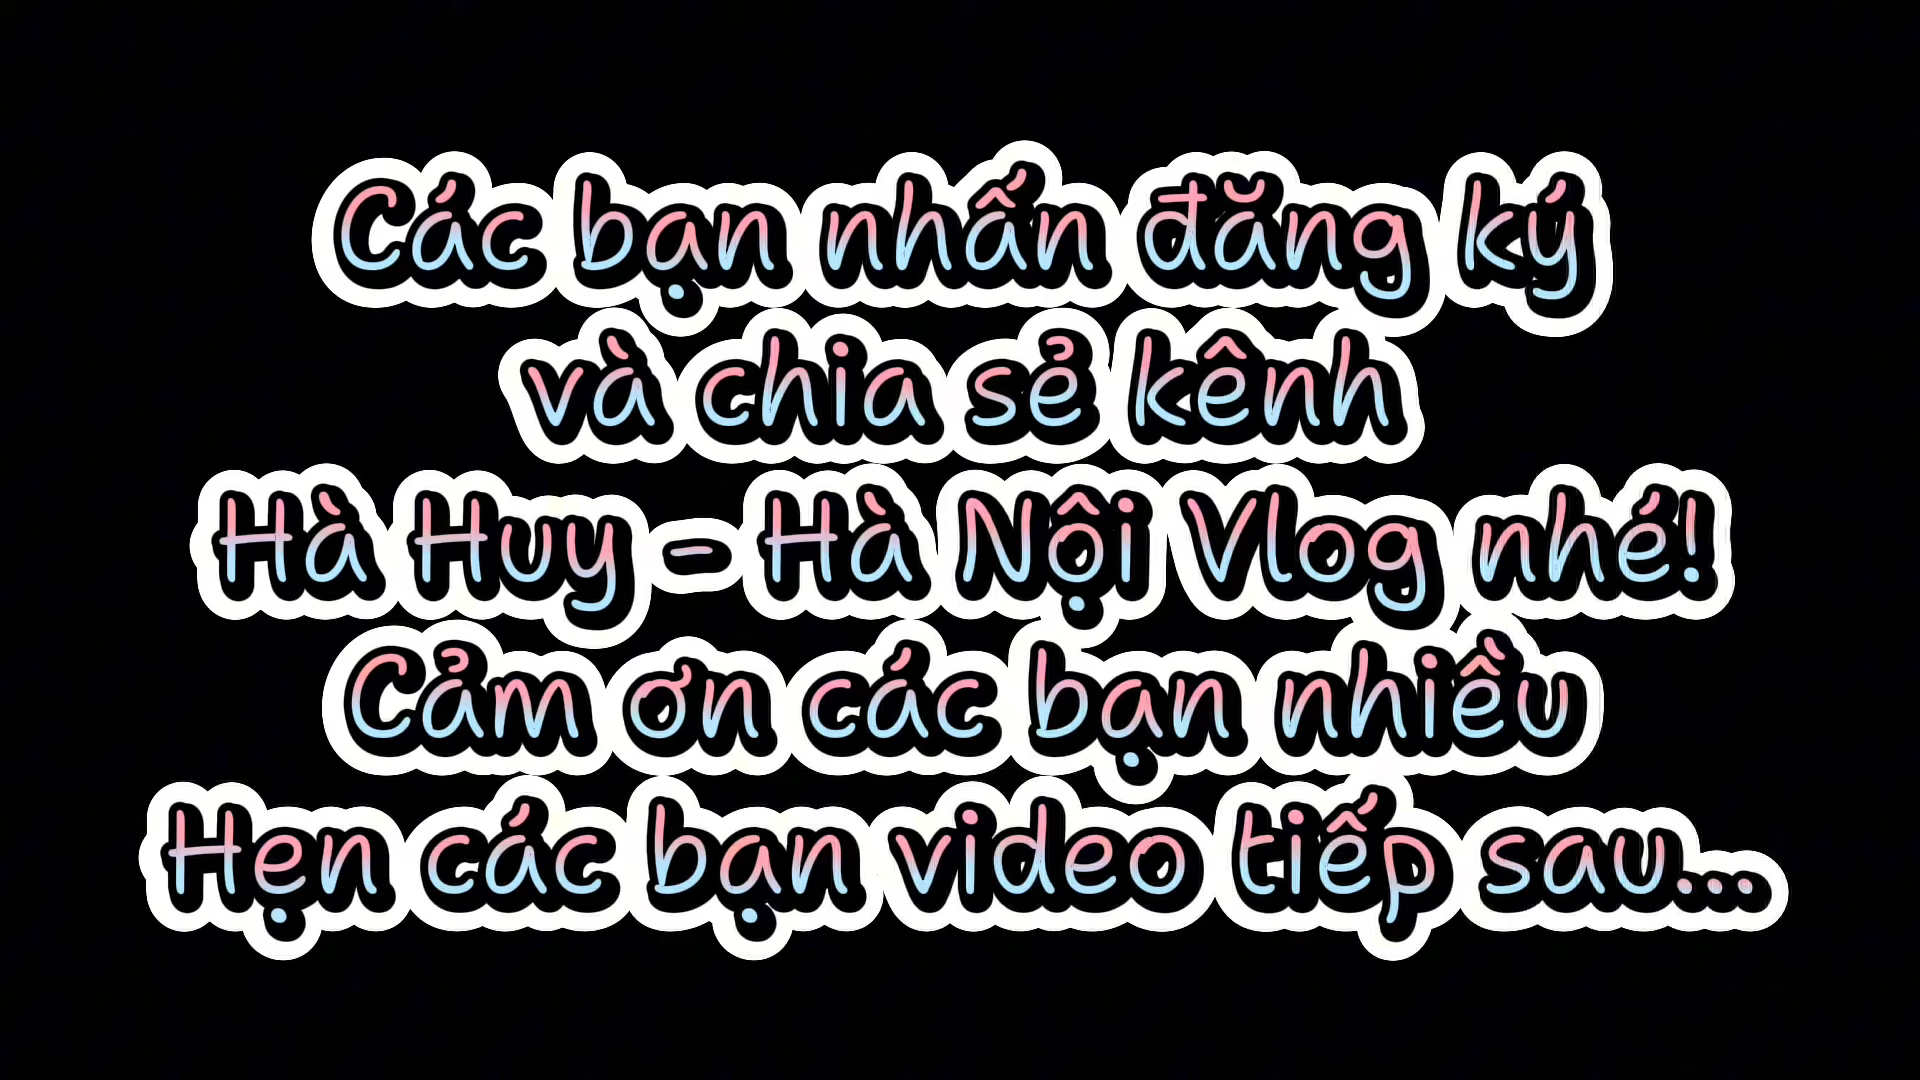 Các bạn nhấn đăng ký
và chia sẻ kênh
Hà Huy - Hà Nội Vlog nhé!
Cảm ơn các bạn nhiều
Hẹn các bạn video tiếp sau...